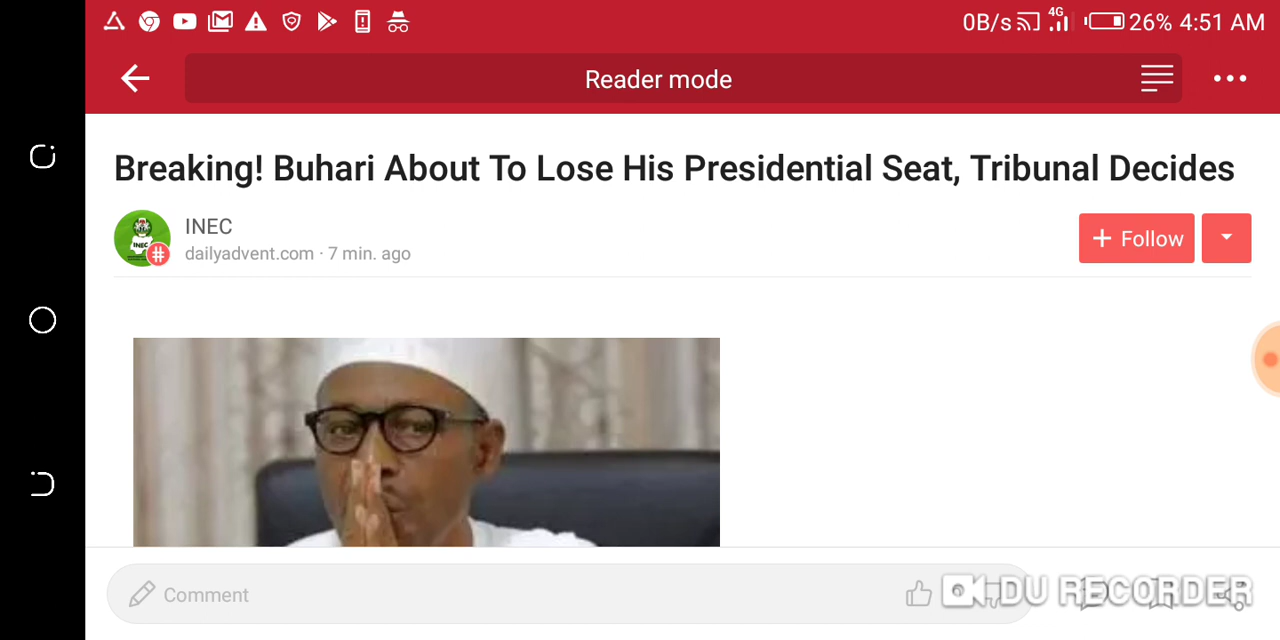 0B/s 4G 26% 4:51 AM
Reader mode
Breaking! Buhari About To Lose His Presidential Seat, Tribunal Decides
INEC
INEC
#
dailyadvent.com · 7 min. ago
+ Follow
Comment
DU RECORDER